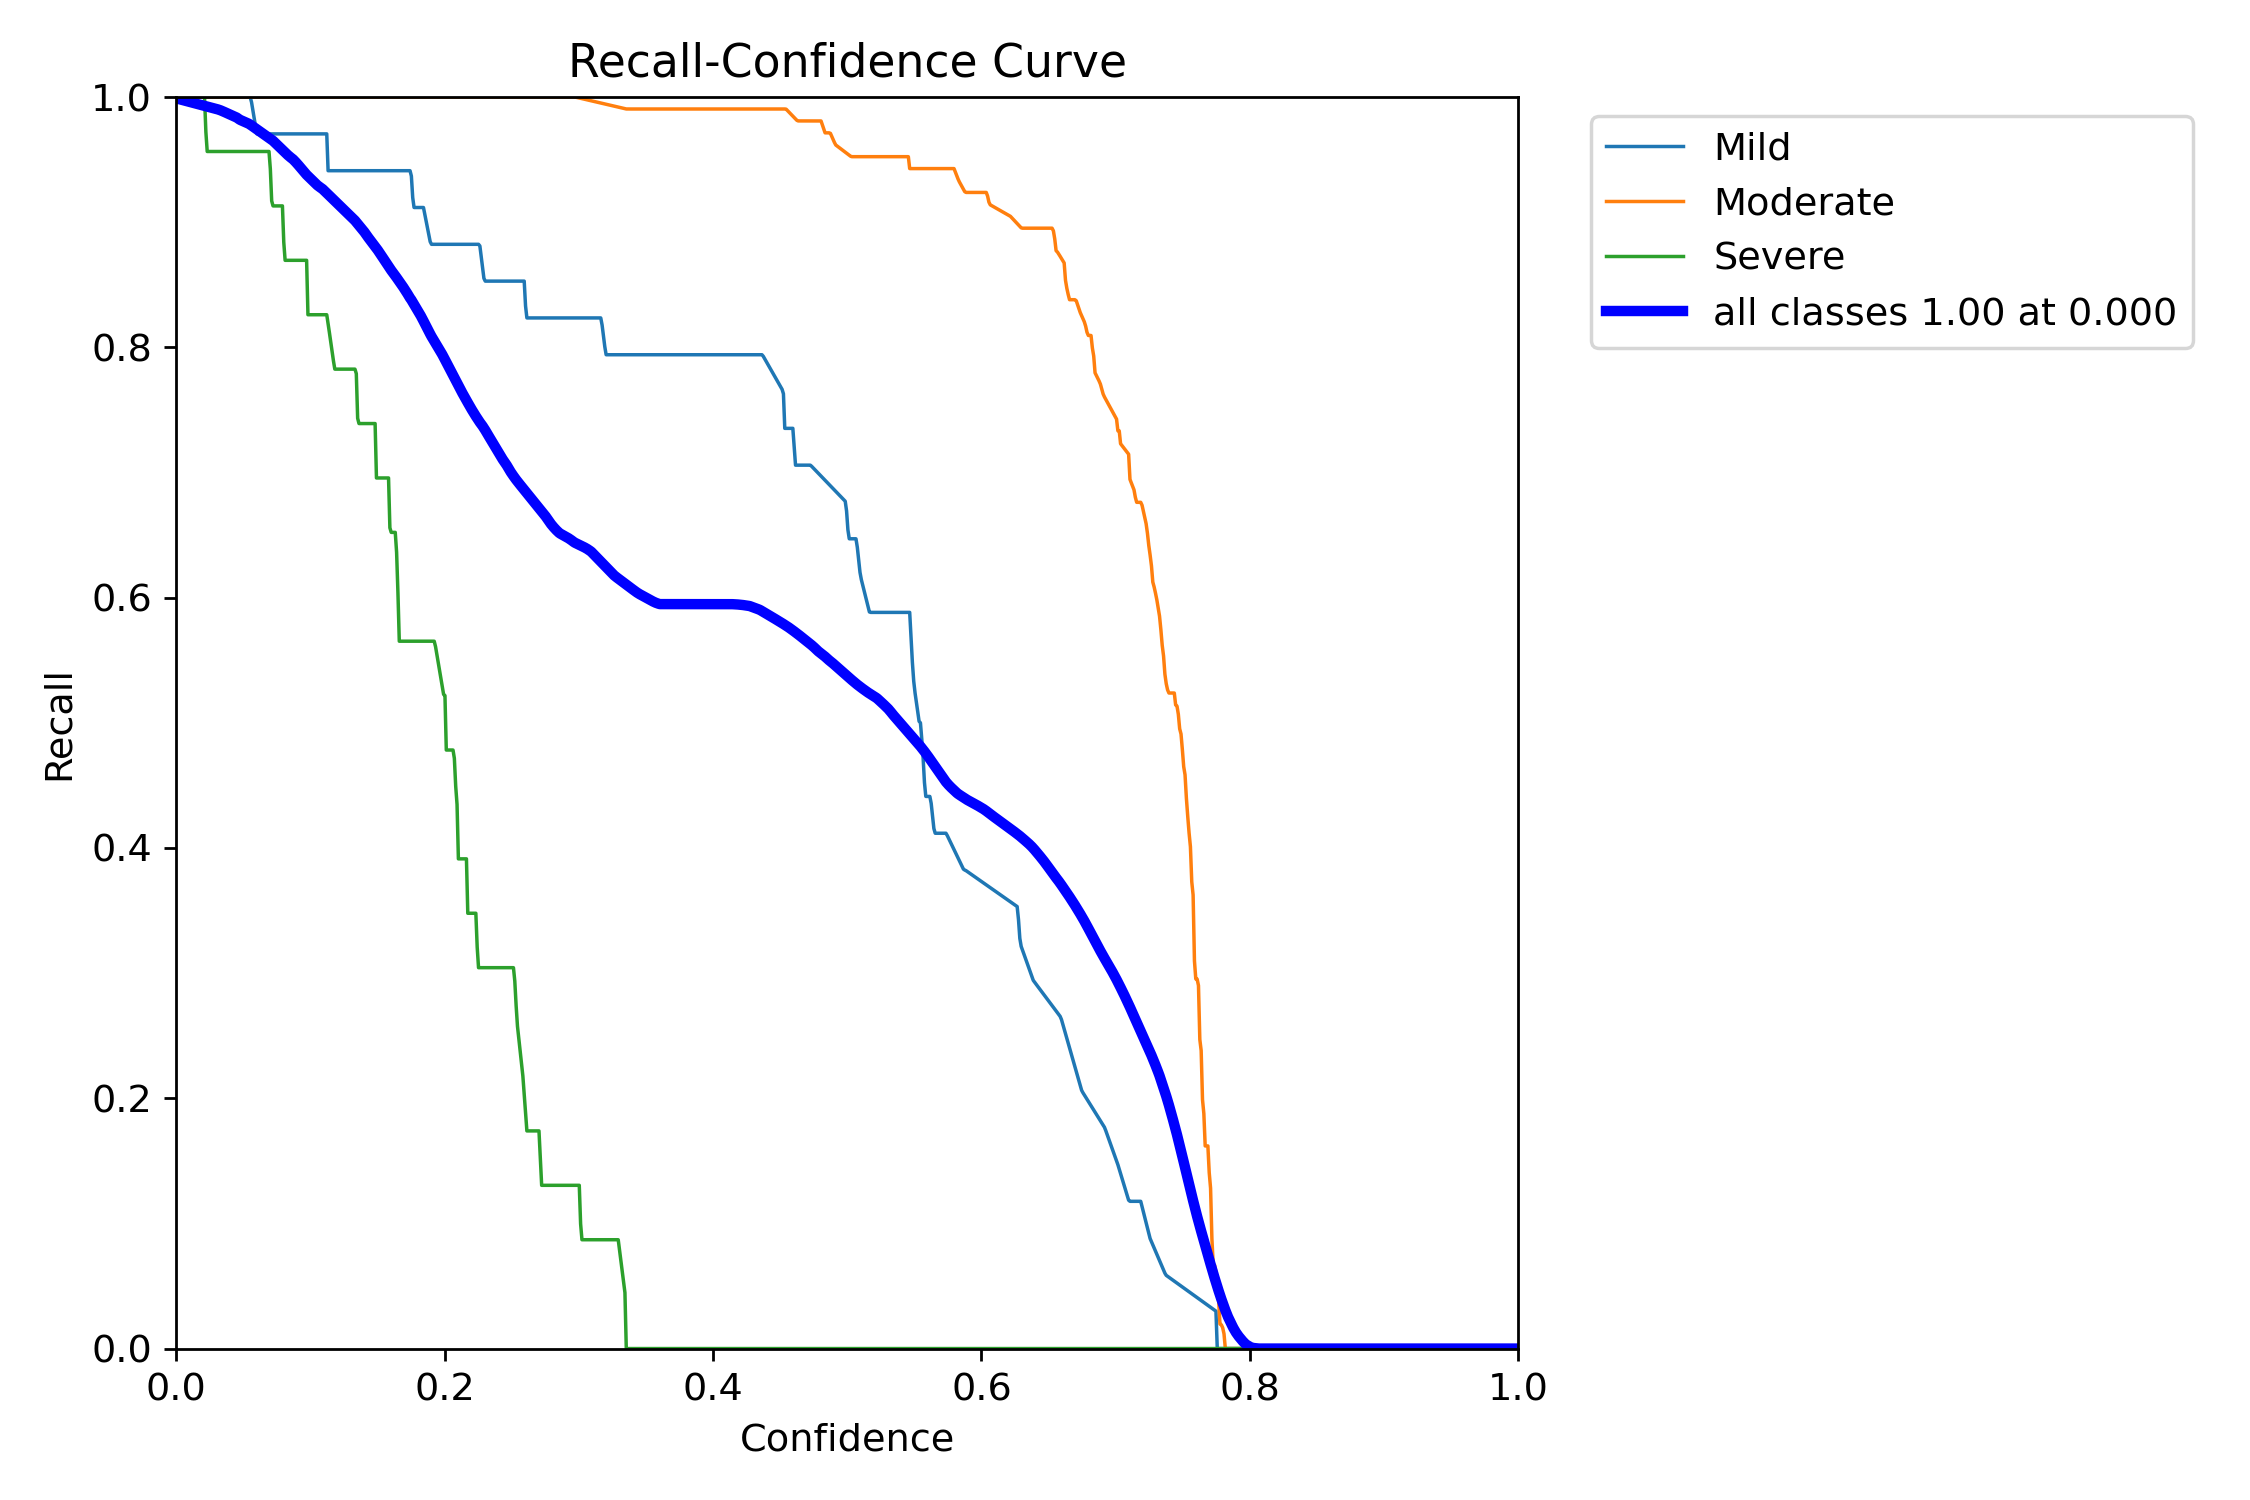 Recall-Confidence Curve
1.0
0.8
0.6
0.4
0.2
0.0
Recall
0.0 0.2 0.4 0.6 0.8 1.0
Confidence
Mild
Moderate
Severe
all classes 1.00 at 0.000